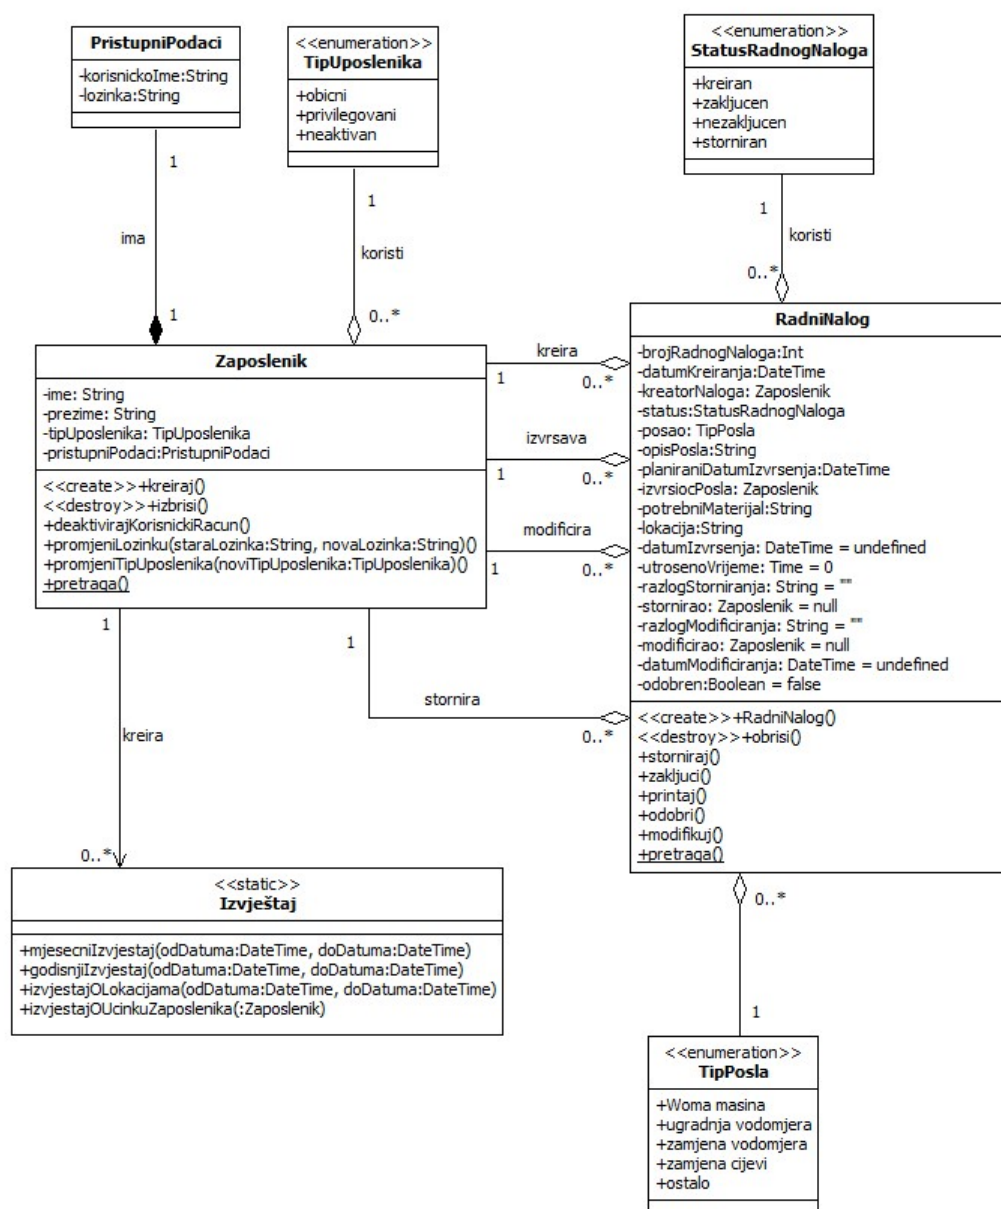 PristupniPodaci
-korisnickoIme:String
-lozinka:String
<<enumeration>>
TipUposlenika
+obicni
+privilegovani
+neaktivan
<<enumeration>>
StatusRadnogNaloga
+kreiran
+zakljucen
+nezakljucen
+storniran
1
ima
1
1
koristi
0..*
1
koristi
0..*
Zaposlenik
-ime: String
-prezime: String
-tipUposlenika: TipUposlenika
-pristupniPodaci:PristupniPodaci
<<create>>+kreiraj()
<<destroy>>+izbrisi()
+deaktivirajKorisnickiRacun()
+promjeniLozinku(staraLozinka:String, novaLozinka:String)()
+promjeniTipUposlenika(noviTipUposlenika:TipUposlenika)()
+pretraga()
kreira
1
0..*
izvrsava
1
0..*
modificira
1
0..*
1
stornira
0..*
RadniNalog
-brojRadnogNaloga:Int
-datumKreiranja:DateTime
-kreatorNaloga: Zaposlenik
-status:StatusRadnogNaloga
-posao: TipPosla
-opisPosla:String
-planiraniDatumIzvrsenja:DateTime
-izvrsiocPosla: Zaposlenik
-potrebniMaterijal:String
-lokacija:String
-datumIzvrsenja: DateTime = undefined
-utrosenoVrijeme: Time = 0
-razlogStorniranja: String = ""
-stornirao: Zaposlenik = null
-razlogModificiranja: String = ""
-modificirao: Zaposlenik = null
-datumModificiranja: DateTime = undefined
-odobren:Boolean = false
<<create>>+RadniNalog()
<<destroy>>+obrisi()
+storniraj()
+zakljuci()
+printaj()
+odobri()
+modifikuj()
+pretraga()
1
kreira
0..*
<<static>>
Izvještaj
+mjesecniIzvjestaj(odDatuma:DateTime, doDatuma:DateTime)
+godisnjiIzvjestaj(odDatuma:DateTime, doDatuma:DateTime)
+izvjestajOLokacijama(odDatuma:DateTime, doDatuma:DateTime)
+izvjestajOUcinkuZaposlenika(:Zaposlenik)
0..*
1
<<enumeration>>
TipPosla
+Woma masina
+ugradnja vodomjera
+zamjena vodomjera
+zamjena cijevi
+ostalo